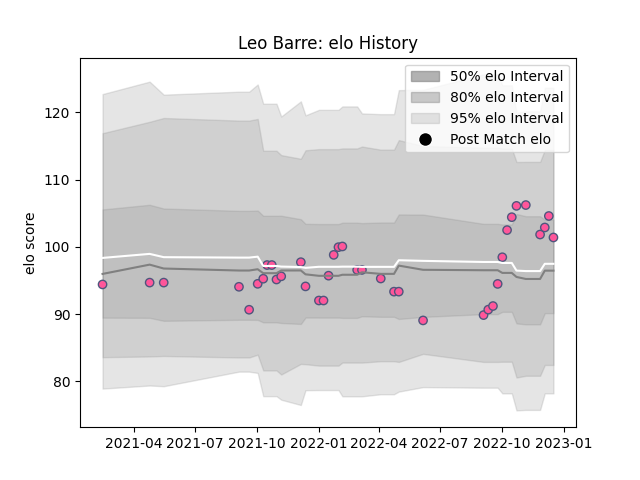 Leo Barre: elo History
50% elo Interval
80% elo Interval
95% elo Interval
Post Match elo
elo score
120
110
100
90
80
2021-04 2021-07 2021-10 2022-01 2022-04 2022-07 2022-10 2023-01